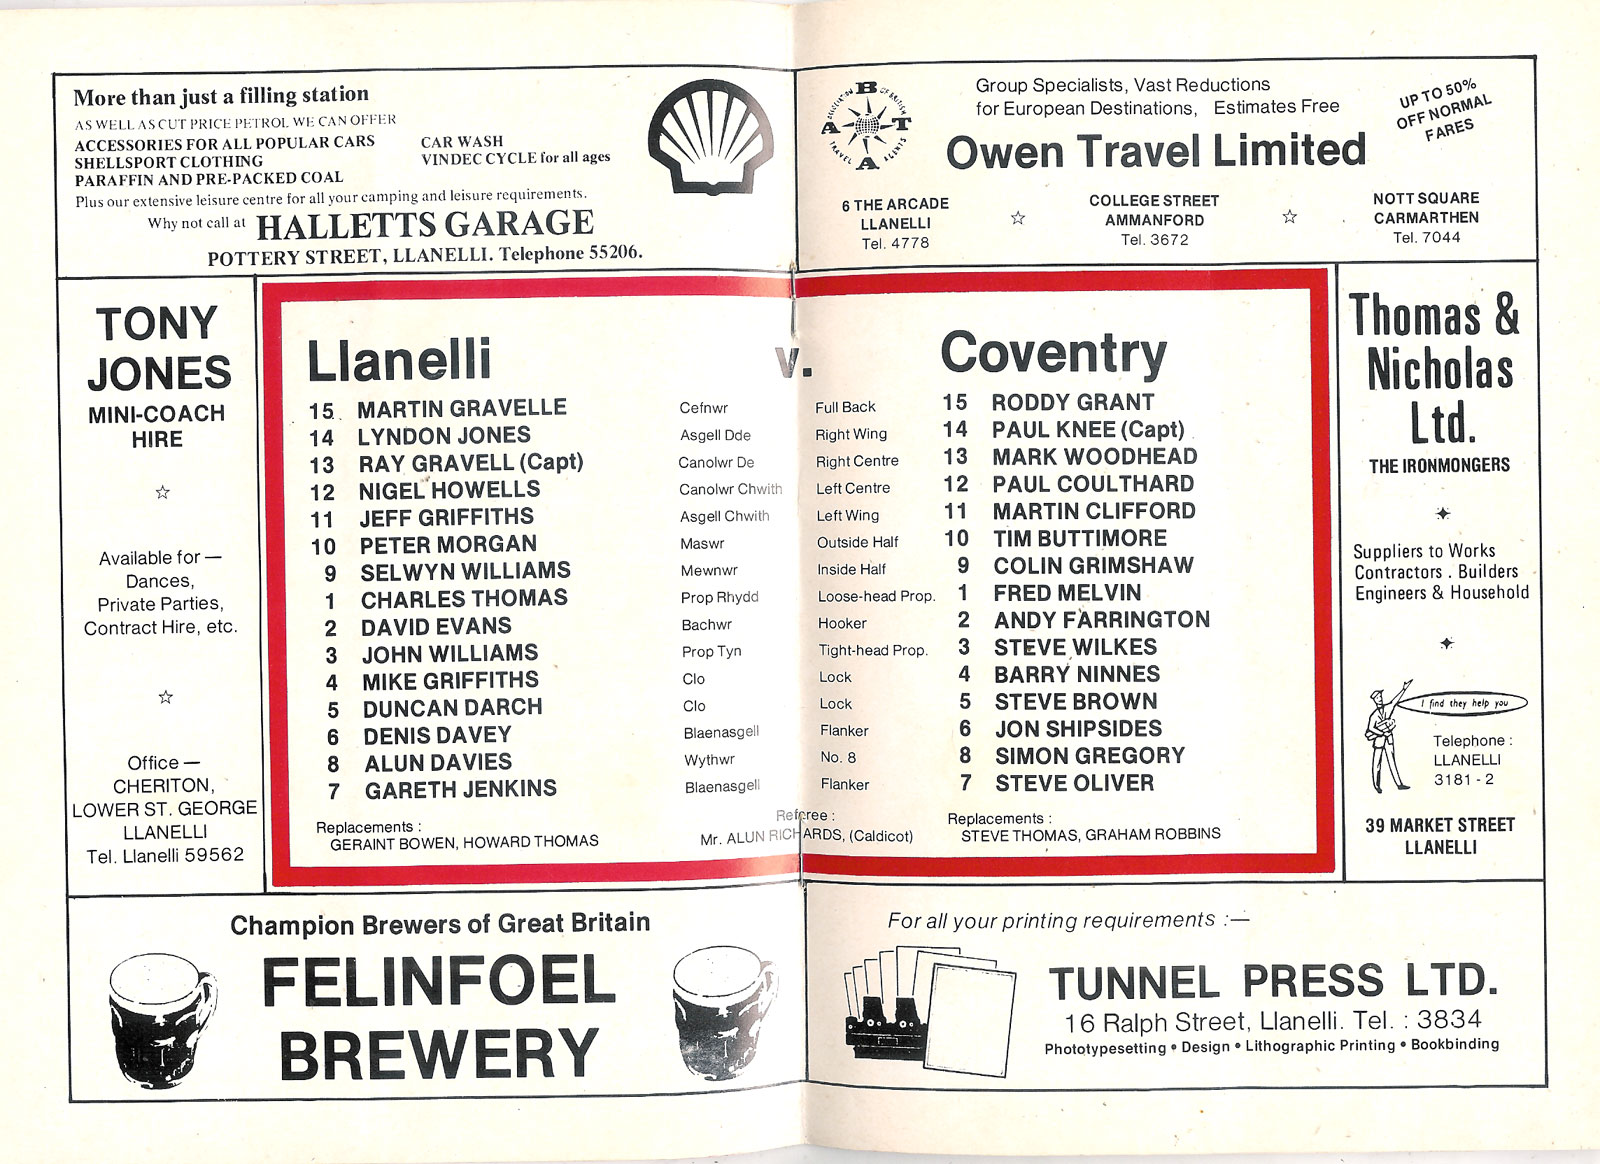 More than just a filling station
AS WELL AS CUT PRICE PETROL WE CAN OFFER
ACCESSORIES FOR ALL POPULAR CARS
SHELLSPORT CLOTHING
PARAFFIN AND PRE-PACKED COAL
CAR WASH
VINDEC CYCLE for all ages
Plus our extensive leisure centre for all your camping and leisure requirements.
Why not call at HALLETTS GARAGE
POTTERY STREET, LLANELLI. Telephone 55206.
ASSOCIATION OF BRITISH
TRAVEL AGENTS
A B T A
Group Specialists, Vast Reductions
for European Destinations, Estimates Free
UP TO 50%
OFF NORMAL
FARES
Owen Travel Limited
6 THE ARCADE
LLANELLI
Tel. 4778
COLLEGE STREET
AMMANFORD
Tel. 3672
NOTT SQUARE
CARMARTHEN
Tel. 7044
TONY
JONES
MINI-COACH
HIRE
Available for —
Dances,
Private Parties,
Contract Hire, etc.
Office —
CHERITON,
LOWER ST. GEORGE
LLANELLI
Tel. Llanelli 59562
Llanelli v. Coventry
15 MARTIN GRAVELLE Cefnwr Full Back 15 RODDY GRANT
14 LYNDON JONES Asgell Dde Right Wing 14 PAUL KNEE (Capt)
13 RAY GRAVELL (Capt) Canolwr De Right Centre 13 MARK WOODHEAD
12 NIGEL HOWELLS Canolwr Chwith Left Centre 12 PAUL COULTHARD
11 JEFF GRIFFITHS Asgell Chwith Left Wing 11 MARTIN CLIFFORD
10 PETER MORGAN Maswr Outside Half 10 TIM BUTTIMORE
9 SELWYN WILLIAMS Mewnwr Inside Half 9 COLIN GRIMSHAW
1 CHARLES THOMAS Prop Rhydd Loose-head Prop. 1 FRED MELVIN
2 DAVID EVANS Bachwr Hooker 2 ANDY FARRINGTON
3 JOHN WILLIAMS Prop Tyn Tight-head Prop. 3 STEVE WILKES
4 MIKE GRIFFITHS Clo Lock 4 BARRY NINNES
5 DUNCAN DARCH Clo Lock 5 STEVE BROWN
6 DENIS DAVEY Blaenasgell Flanker 6 JON SHIPSIDES
8 ALUN DAVIES Wythwr No. 8 8 SIMON GREGORY
7 GARETH JENKINS Blaenasgell Flanker 7 STEVE OLIVER
Replacements :
GERAINT BOWEN, HOWARD THOMAS
Referee :
Mr. ALUN RICHARDS, (Caldicot)
Replacements :
STEVE THOMAS, GRAHAM ROBBINS
Thomas &
Nicholas
Ltd.
THE IRONMONGERS
Suppliers to Works
Contractors . Builders
Engineers & Household
I find they help you
Telephone :
LLANELLI
3181 - 2
39 MARKET STREET
LLANELLI
Champion Brewers of Great Britain
FELINFOEL
BREWERY
For all your printing requirements :—
TUNNEL PRESS LTD.
16 Ralph Street, Llanelli. Tel. : 3834
Phototypesetting • Design • Lithographic Printing • Bookbinding